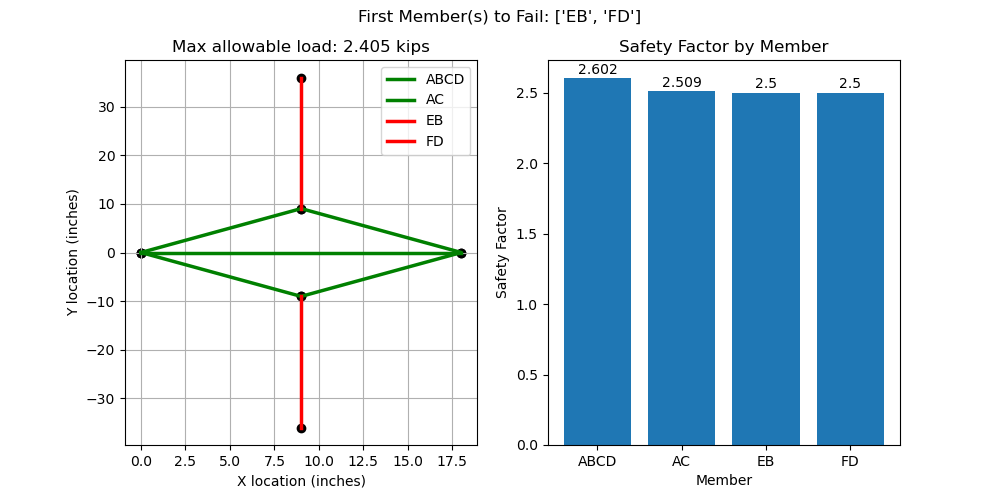 First Member(s) to Fail: ['EB', 'FD']
Max allowable load: 2.405 kips
ABCD
AC
EB
FD
30
20
10
0
−10
−20
−30
Y location (inches)
0.0 2.5 5.0 7.5 10.0 12.5 15.0 17.5
X location (inches)
Safety Factor by Member
2.602 2.509 2.5 2.5
2.5
2.0
1.5
1.0
0.5
0.0
Safety Factor
ABCD AC EB FD
Member